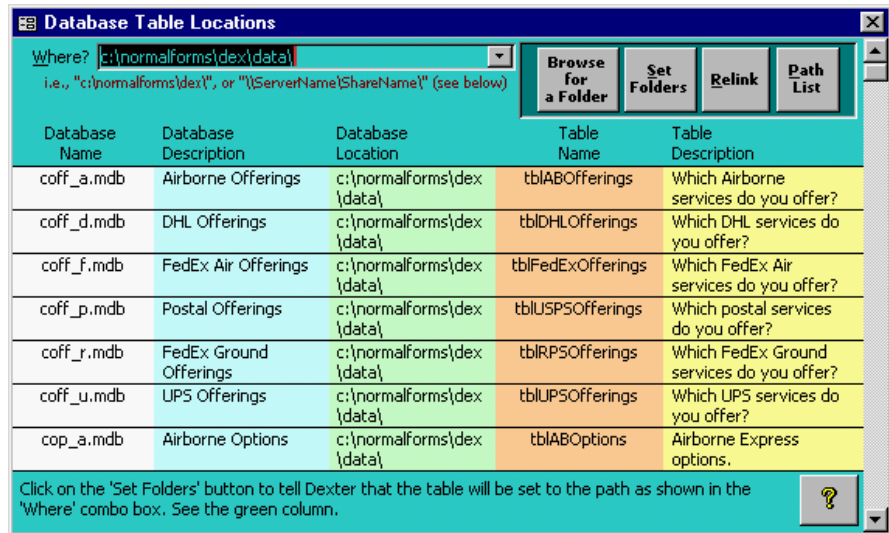 Database Table Locations
Where? c:\normalforms\dex\data\
i.e., "c:\normalforms\dex\", or "\\ServerName\ShareName\" (see below)
Browse
for
a Folder
Set
Folders
Relink
Path
List
Database
Name
Database
Description
Database
Location
Table
Name
Table
Description
coff_a.mdb Airborne Offerings c:\normalforms\dex tblABOfferings Which Airborne
\data\ services do you offer?
coff_d.mdb DHL Offerings c:\normalforms\dex tblDHLOfferings Which DHL services do
\data\ you offer?
coff_f.mdb FedEx Air Offerings c:\normalforms\dex tblFedExOfferings Which FedEx Air
\data\ services do you offer?
coff_p.mdb Postal Offerings c:\normalforms\dex tblUSPSOfferings Which postal services
\data\ do you offer?
coff_r.mdb FedEx Ground c:\normalforms\dex tblRPSOfferings Which FedEx Ground
Offerings \data\ services do you offer?
coff_u.mdb UPS Offerings c:\normalforms\dex tblUPSOfferings Which UPS services do
\data\ you offer?
cop_a.mdb Airborne Options c:\normalforms\dex tblABOptions Airborne Express
\data\ options.
Click on the 'Set Folders' button to tell Dexter that the table will be set to the path as shown in the
'Where' combo box. See the green column.
?